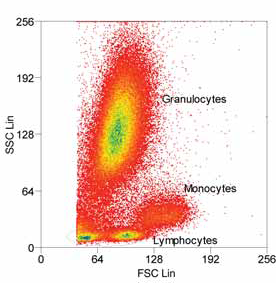 256
192
Granulocytes
SSC Lin
128
64
Monocytes
0
Lymphocytes
0 64 128 192 256
FSC Lin